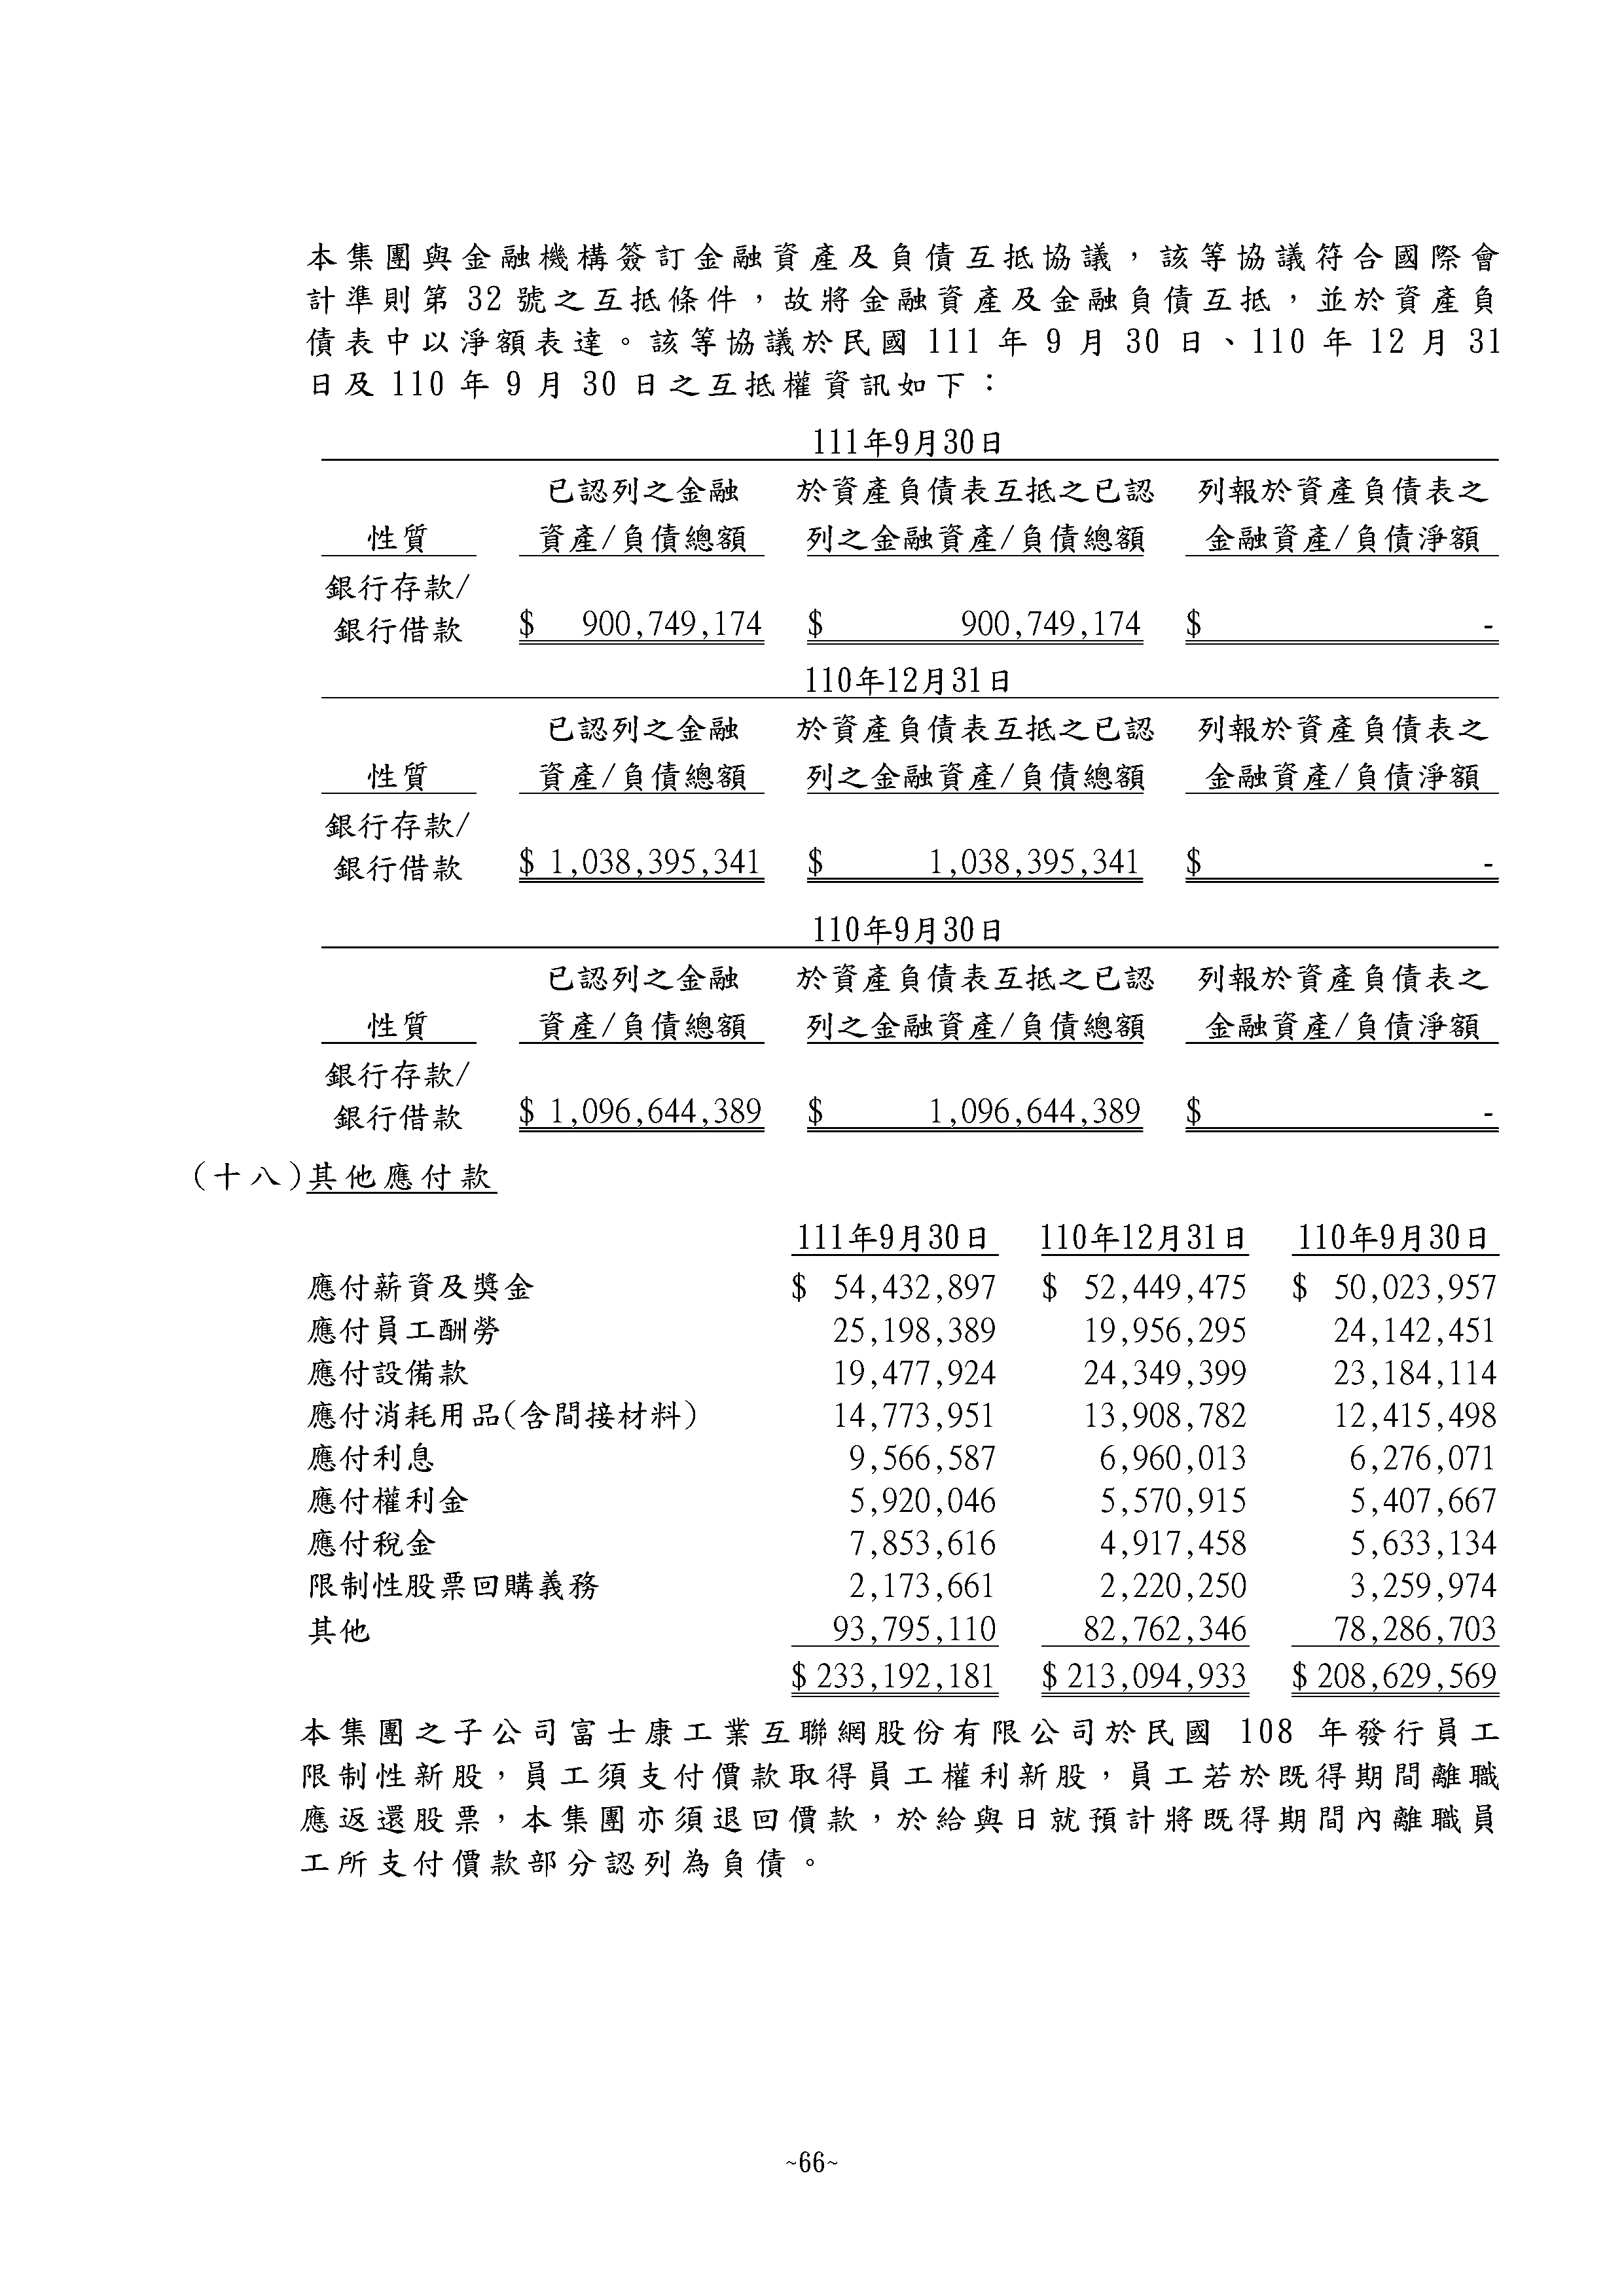 本集團與金融機構簽訂金融資產及負債互抵協議，該等協議符合國際會
計準則第 32 號之互抵條件，故將金融資產及金融負債互抵，並於資產負
債表中以淨額表達。該等協議於民國 111 年 9 月 30 日、110 年 12 月 31
日及 110 年 9 月 30 日之互抵權資訊如下：
111年9月30日
已認列之金融 於資產負債表互抵之已認 列報於資產負債表之
性質 資產/負債總額 列之金融資產/負債總額 金融資產/負債淨額
銀行存款/
銀行借款 $ 900,749,174 $ 900,749,174 $ -
110年12月31日
已認列之金融 於資產負債表互抵之已認 列報於資產負債表之
性質 資產/負債總額 列之金融資產/負債總額 金融資產/負債淨額
銀行存款/
銀行借款 $ 1,038,395,341 $ 1,038,395,341 $ -
110年9月30日
已認列之金融 於資產負債表互抵之已認 列報於資產負債表之
性質 資產/負債總額 列之金融資產/負債總額 金融資產/負債淨額
銀行存款/
銀行借款 $ 1,096,644,389 $ 1,096,644,389 $ -
(十八)其他應付款
111年9月30日 110年12月31日 110年9月30日
應付薪資及獎金 $ 54,432,897 $ 52,449,475 $ 50,023,957
應付員工酬勞 25,198,389 19,956,295 24,142,451
應付設備款 19,477,924 24,349,399 23,184,114
應付消耗用品(含間接材料) 14,773,951 13,908,782 12,415,498
應付利息 9,566,587 6,960,013 6,276,071
應付權利金 5,920,046 5,570,915 5,407,667
應付稅金 7,853,616 4,917,458 5,633,134
限制性股票回購義務 2,173,661 2,220,250 3,259,974
其他 93,795,110 82,762,346 78,286,703
$ 233,192,181 $ 213,094,933 $ 208,629,569
本集團之子公司富士康工業互聯網股份有限公司於民國 108 年發行員工
限制性新股，員工須支付價款取得員工權利新股，員工若於既得期間離職
應返還股票，本集團亦須退回價款，於給與日就預計將既得期間內離職員
工所支付價款部分認列為負債。
~66~